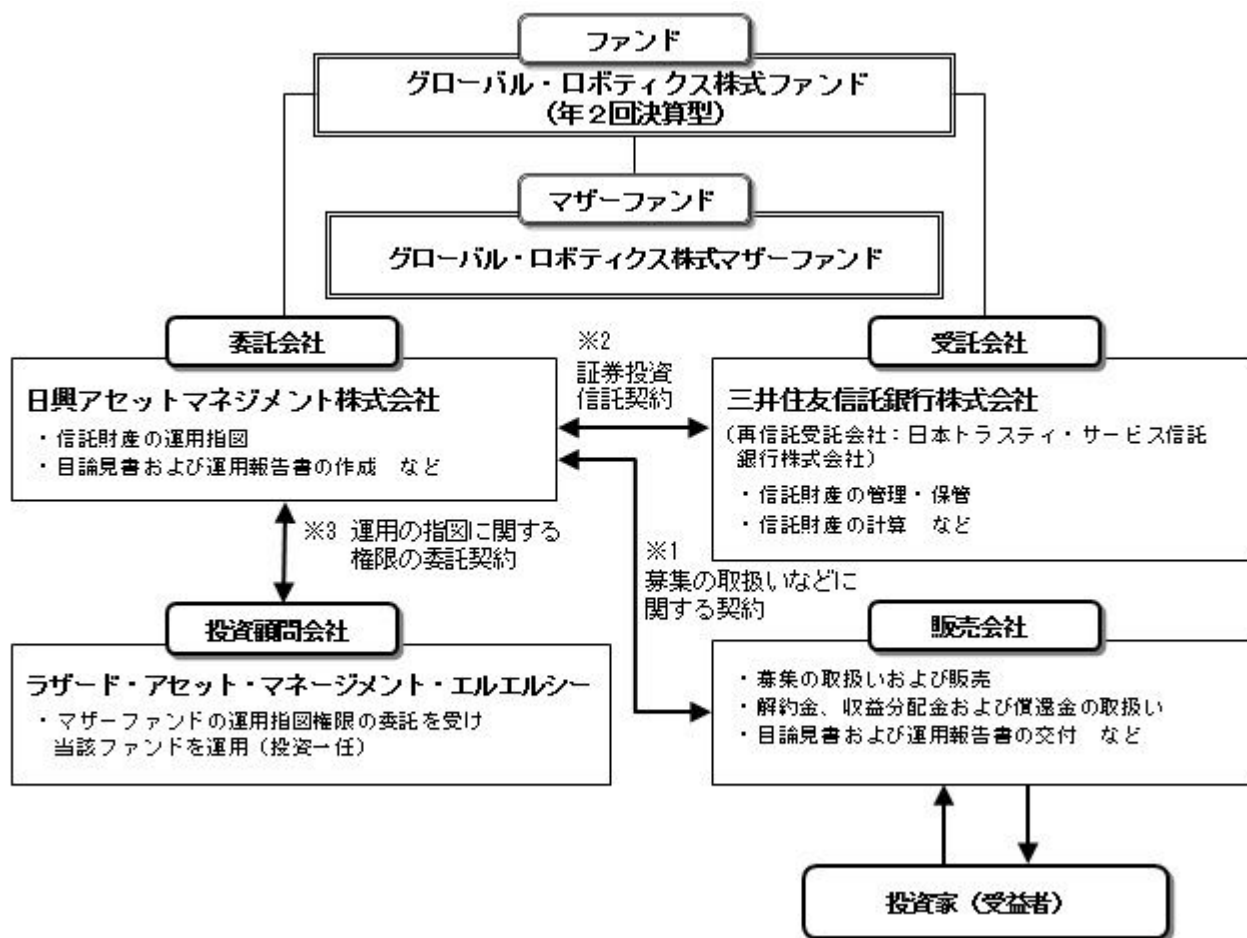 ファンド
グローバル・ロボティクス株式ファンド
(年2回決算型)
マザーファンド
グローバル・ロボティクス株式マザーファンド
委託会社
日興アセットマネジメント株式会社
・信託財産の運用指図
・目論見書および運用報告書の作成 など
※2
証券投資
信託契約
受託会社
三井住友信託銀行株式会社
(再信託受託会社:日本トラスティ・サービス信託
銀行株式会社)
・信託財産の管理・保管
・信託財産の計算 など
※3 運用の指図に関する
権限の委託契約
※1
募集の取扱いなどに
関する契約
投資顧問会社
ラザード・アセット・マネージメント・エルエルシー
・マザーファンドの運用指図権限の委託を受け
当該ファンドを運用(投資一任)
販売会社
・募集の取扱いおよび販売
・解約金、収益分配金および償還金の取扱い
・目論見書および運用報告書の交付 など
投資家(受益者)